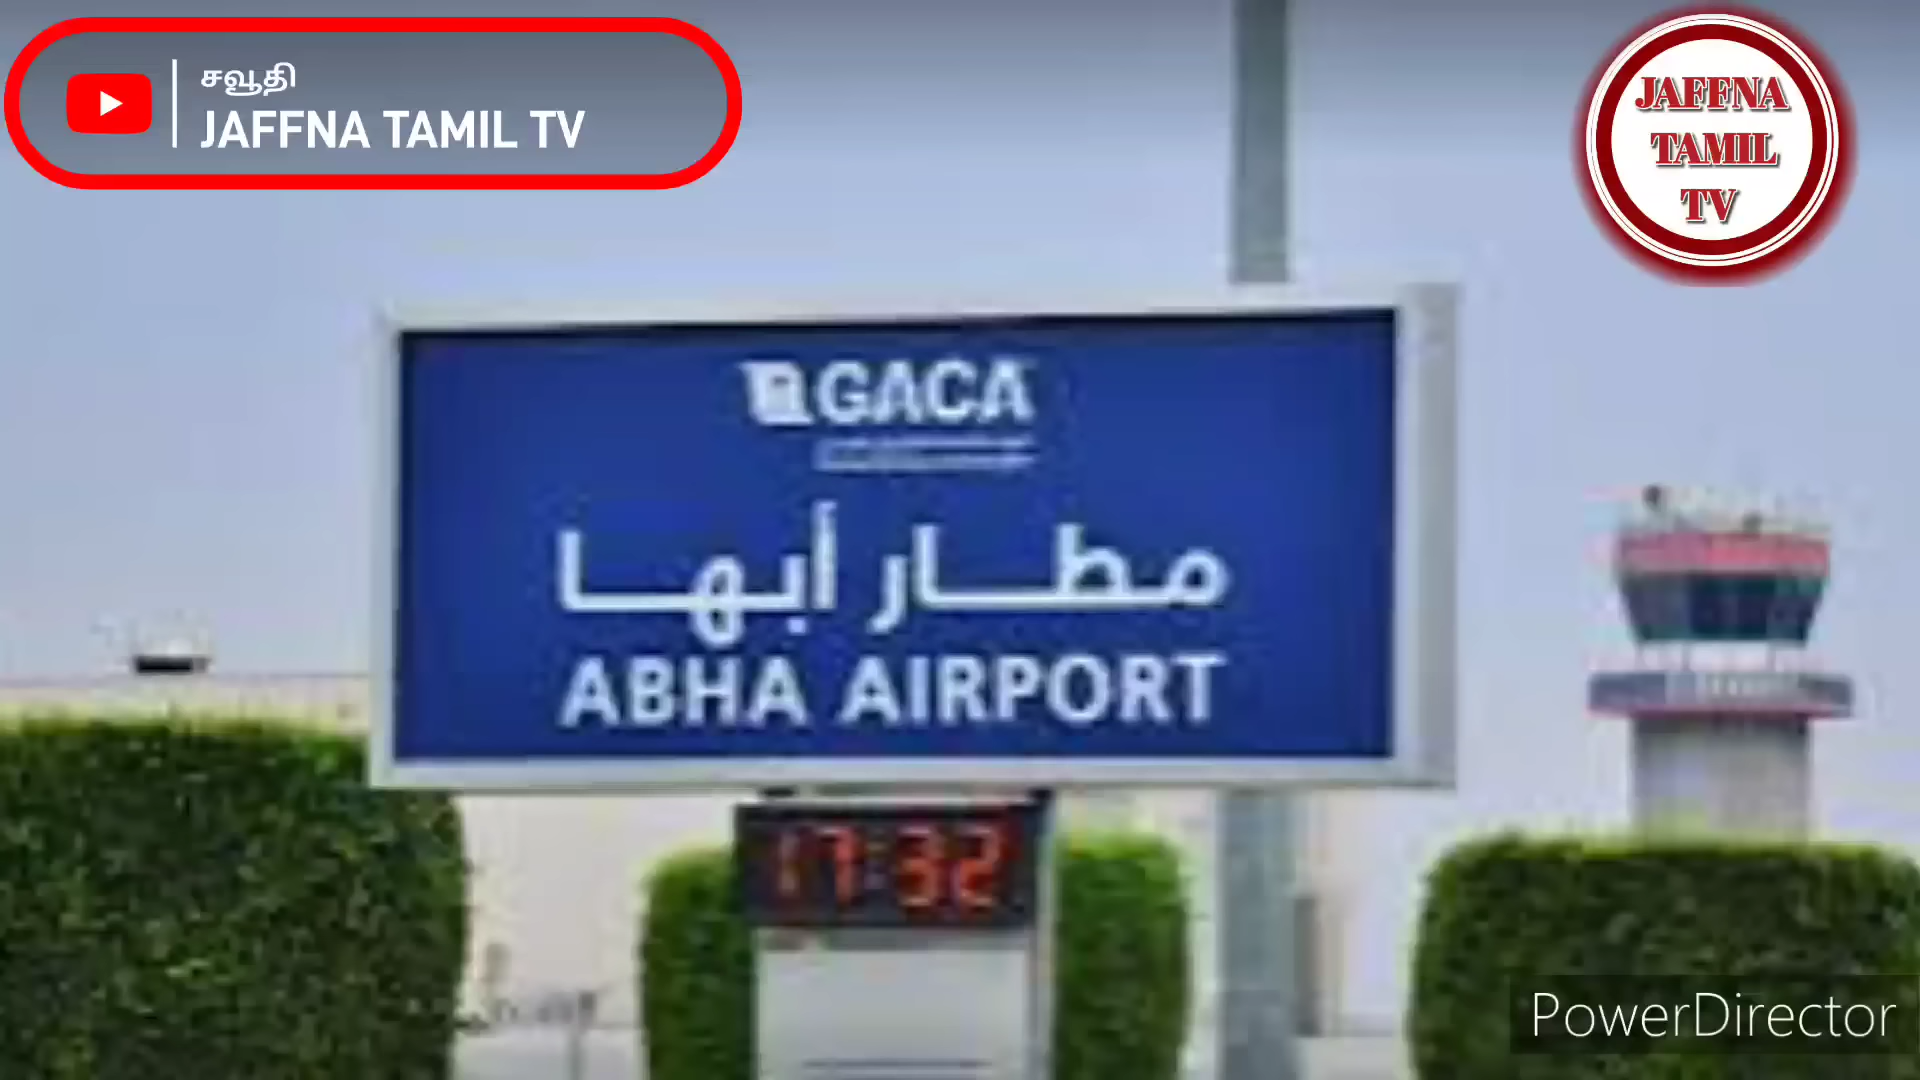 சவூதி
JAFFNA TAMIL TV
JAFFNA
TAMIL
TV
GACA
مطار أبها
ABHA AIRPORT
17:32
PowerDirector